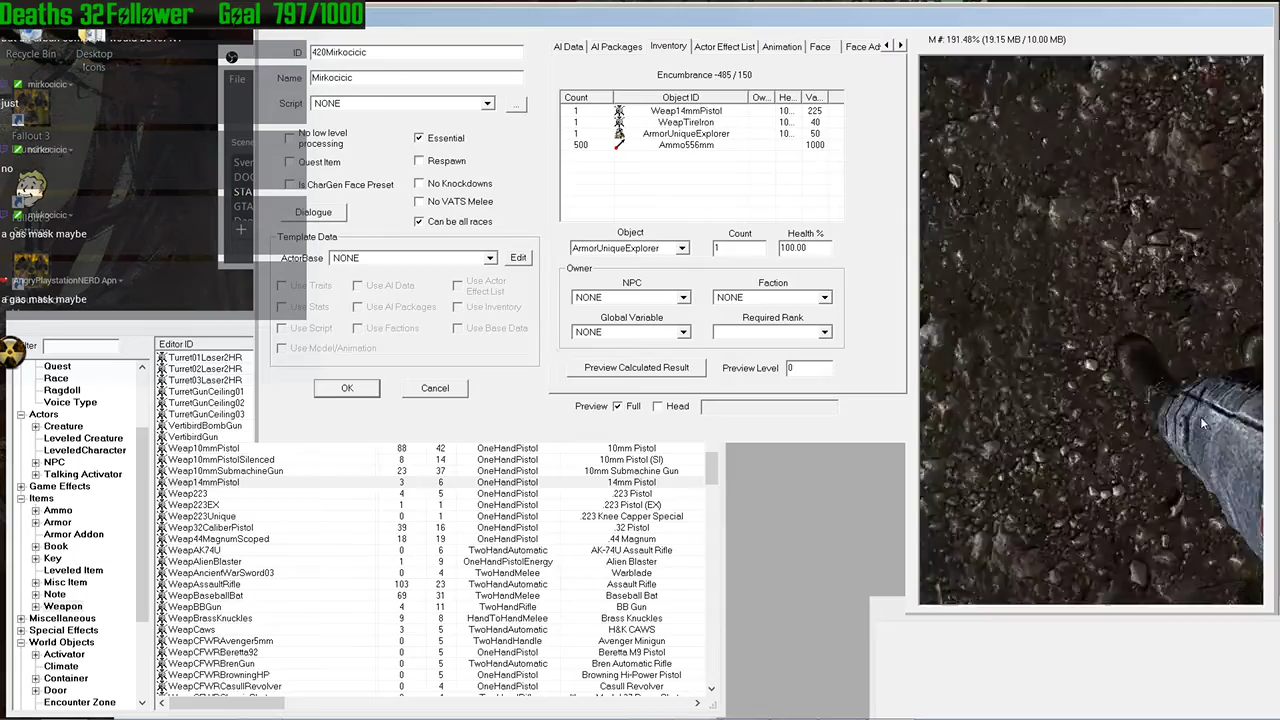 Deaths 32 Follower Goal 797/1000
Recycle Bin
Desktop Icons
mirkocicic
just
Fallout 3
mirkocicic
no
mirkocicic
a gas mask maybe
AngryPlaystationNERD Apn
a gas mask maybe
File
Scene
Sver
DOC
STA
GTA
ID 420Mirkocicic
Name Mirkocicic
Script NONE ...
No low level processing
Essential
Quest Item
Respawn
Is CharGen Face Preset
No Knockdowns
No VATS Melee
Dialogue
Can be all races
Template Data
ActorBase NONE Edit
Use Traits Use AI Data Use Actor Effect List
Use Stats Use AI Packages Use Inventory
Use Script Use Factions Use Base Data
Use Model/Animation
OK Cancel
AI Data AI Packages Inventory Actor Effect List Animation Face Face Ad
Encumbrance -485 / 150
Count Object ID Ow... He... Va...
1 Weap14mmPistol 10... 225
1 WeapTireIron 10... 40
1 ArmorUniqueExplorer 10... 50
500 Ammo556mm 1000
Object Count Health %
ArmorUniqueExplorer 1 100.00
Owner
NPC Faction
NONE NONE
Global Variable Required Rank
NONE
Preview Calculated Result Preview Level 0
Preview Full Head
M #: 191.48% (19.15 MB / 10.00 MB)
ilter
Quest
Race
Ragdoll
Voice Type
Actors
Creature
Leveled Creature
LeveledCharacter
NPC
Talking Activator
Game Effects
Items
Ammo
Armor
Armor Addon
Book
Key
Leveled Item
Misc Item
Note
Weapon
Miscellaneous
Special Effects
World Objects
Activator
Climate
Container
Door
Encounter Zone
Editor ID
Turret01Laser2HR
Turret02Laser2HR
Turret03Laser2HR
TurretGunCeiling01
TurretGunCeiling02
TurretGunCeiling03
VertibirdBombGun
VertibirdGun
Weap10mmPistol 88 42 OneHandPistol 10mm Pistol
Weap10mmPistolSilenced 8 14 OneHandPistol 10mm Pistol (SI)
Weap10mmSubmachineGun 23 37 OneHandPistol 10mm Submachine Gun
Weap14mmPistol 3 6 OneHandPistol 14mm Pistol
Weap223 4 5 OneHandPistol .223 Pistol
Weap223EX 1 1 OneHandPistol .223 Pistol (EX)
Weap223Unique 0 1 OneHandPistol .223 Knee Capper Special
Weap32CaliberPistol 39 16 OneHandPistol .32 Pistol
Weap44MagnumScoped 18 19 OneHandPistol .44 Magnum
WeapAK74U 0 6 TwoHandAutomatic AK-74U Assault Rifle
WeapAlienBlaster 1 9 OneHandPistolEnergy Alien Blaster
WeapAncientWarSword03 0 4 TwoHandMelee Warblade
WeapAssaultRifle 103 23 TwoHandAutomatic Assault Rifle
WeapBaseballBat 69 31 TwoHandMelee Baseball Bat
WeapBBGun 4 11 TwoHandRifle BB Gun
WeapBrassKnuckles 9 8 HandToHandMelee Brass Knuckles
WeapCaws 3 5 TwoHandAutomatic H&K CAWS
WeapCFWRAvenger5mm 0 5 TwoHandHandle Avenger Minigun
WeapCFWRBeretta92 0 5 OneHandPistol Beretta M9 Pistol
WeapCFWRBrenGun 0 5 TwoHandAutomatic Bren Automatic Rifle
WeapCFWRBrowningHP 0 5 OneHandPistol Browning Hi-Power Pistol
WeapCFWRCasullRevolver 0 4 OneHandPistol Casull Revolver